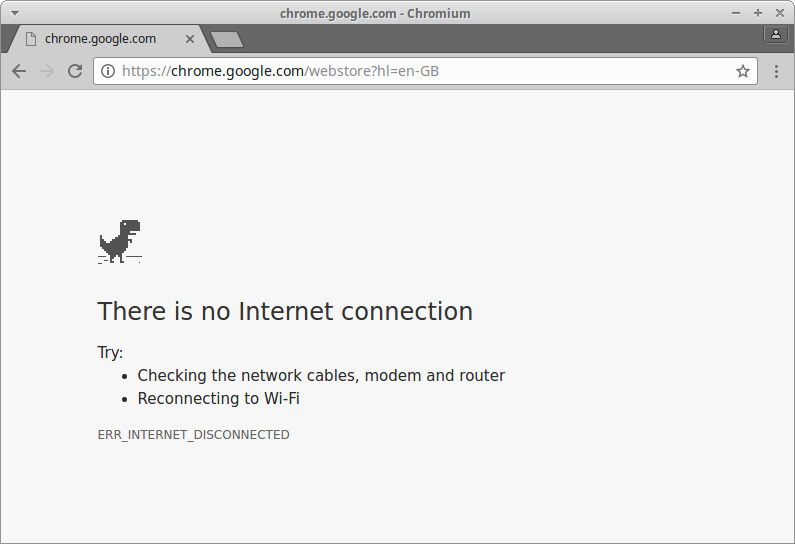 chrome.google.com - Chromium
chrome.google.com
https://chrome.google.com/webstore?hl=en-GB
There is no Internet connection
Try:
• Checking the network cables, modem and router
• Reconnecting to Wi-Fi
ERR_INTERNET_DISCONNECTED